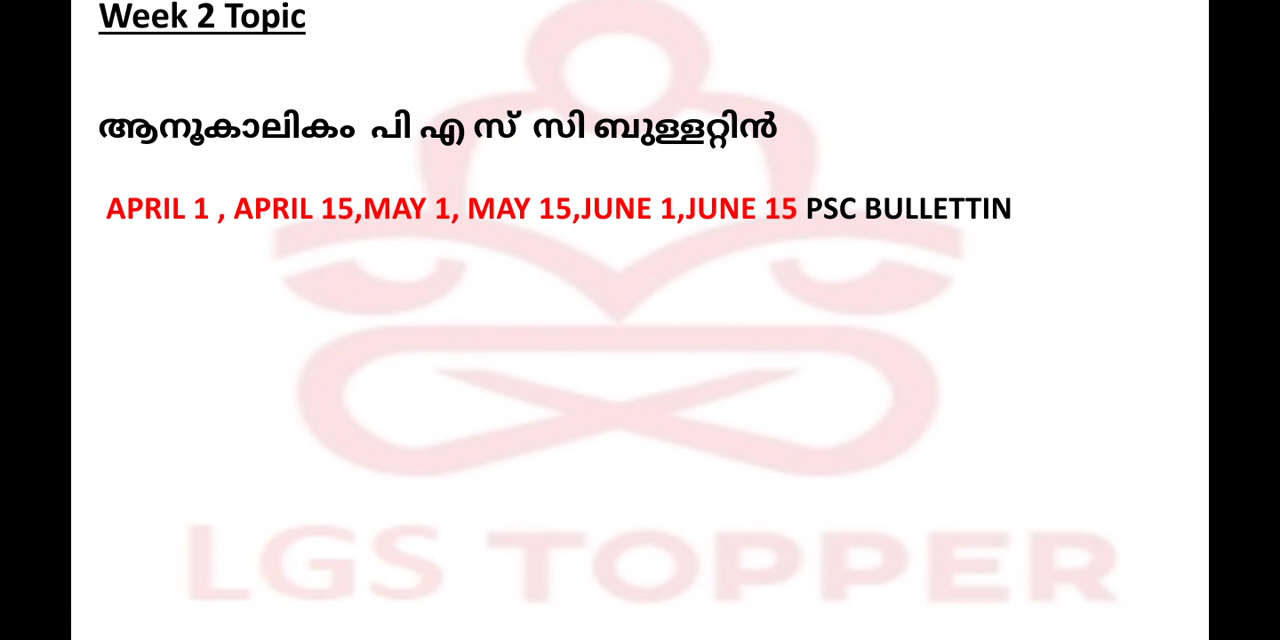 Week 2 Topic
ആനൂകാലികം പി എ സ് സി ബുള്ളറ്റിൻ
APRIL 1 , APRIL 15,MAY 1, MAY 15,JUNE 1,JUNE 15 PSC BULLETTIN
LGS TOPPER